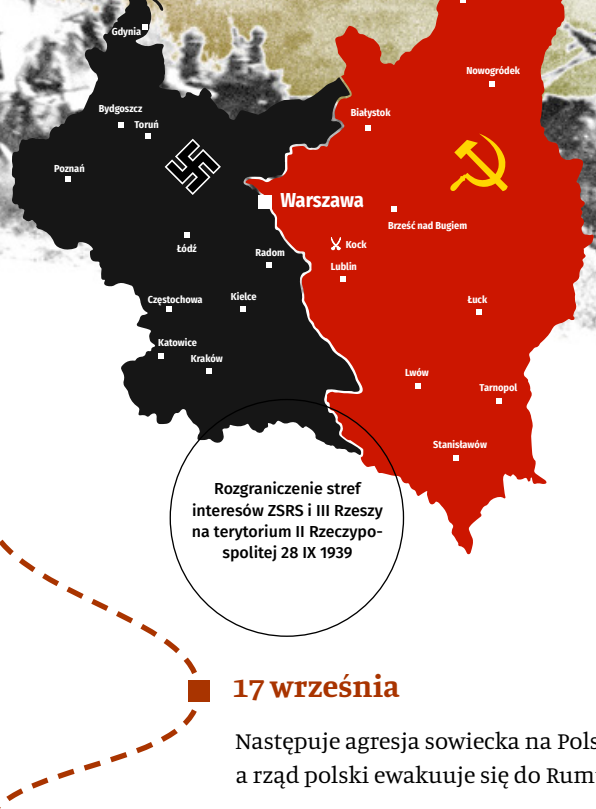 Gdynia
Nowogródek
Bydgoszcz
Białystok
Toruń
Poznań
Warszawa
Brześć nad Bugiem
Łódź
Kock
Radom
Lublin
Częstochowa
Kielce
Łuck
Katowice
Kraków
Lwów
Tarnopol
Stanisławów
Rozgraniczenie stref
interesów ZSRS i III Rzeszy
na terytorium II Rzeczypo-
spolitej 28 IX 1939
17 września
Następuje agresja sowiecka na
a rząd polski ewakuuje się do